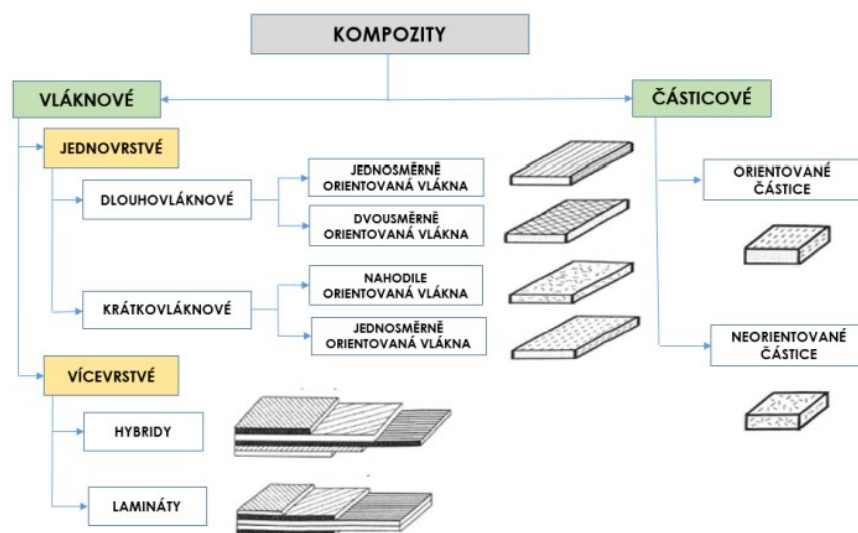 KOMPOZITY
VLÁKNOVÉ
ČÁSTICOVÉ
JEDNOVRSTVÉ
DLOUHOVLÁKNOVÉ
JEDNOSMĚRNĚ
ORIENTOVANÁ VLÁKNA
DVOUSMĚRNĚ
ORIENTOVANÁ VLÁKNA
ORIENTOVANÉ
ČÁSTICE
KRÁTKOVLÁKNOVÉ
NAHODILE
ORIENTOVANÁ VLÁKNA
JEDNOSMĚRNĚ
ORIENTOVANÁ VLÁKNA
NEORIENTOVANÉ
ČÁSTICE
VÍCEVRSTVÉ
HYBRIDY
LAMINÁTY